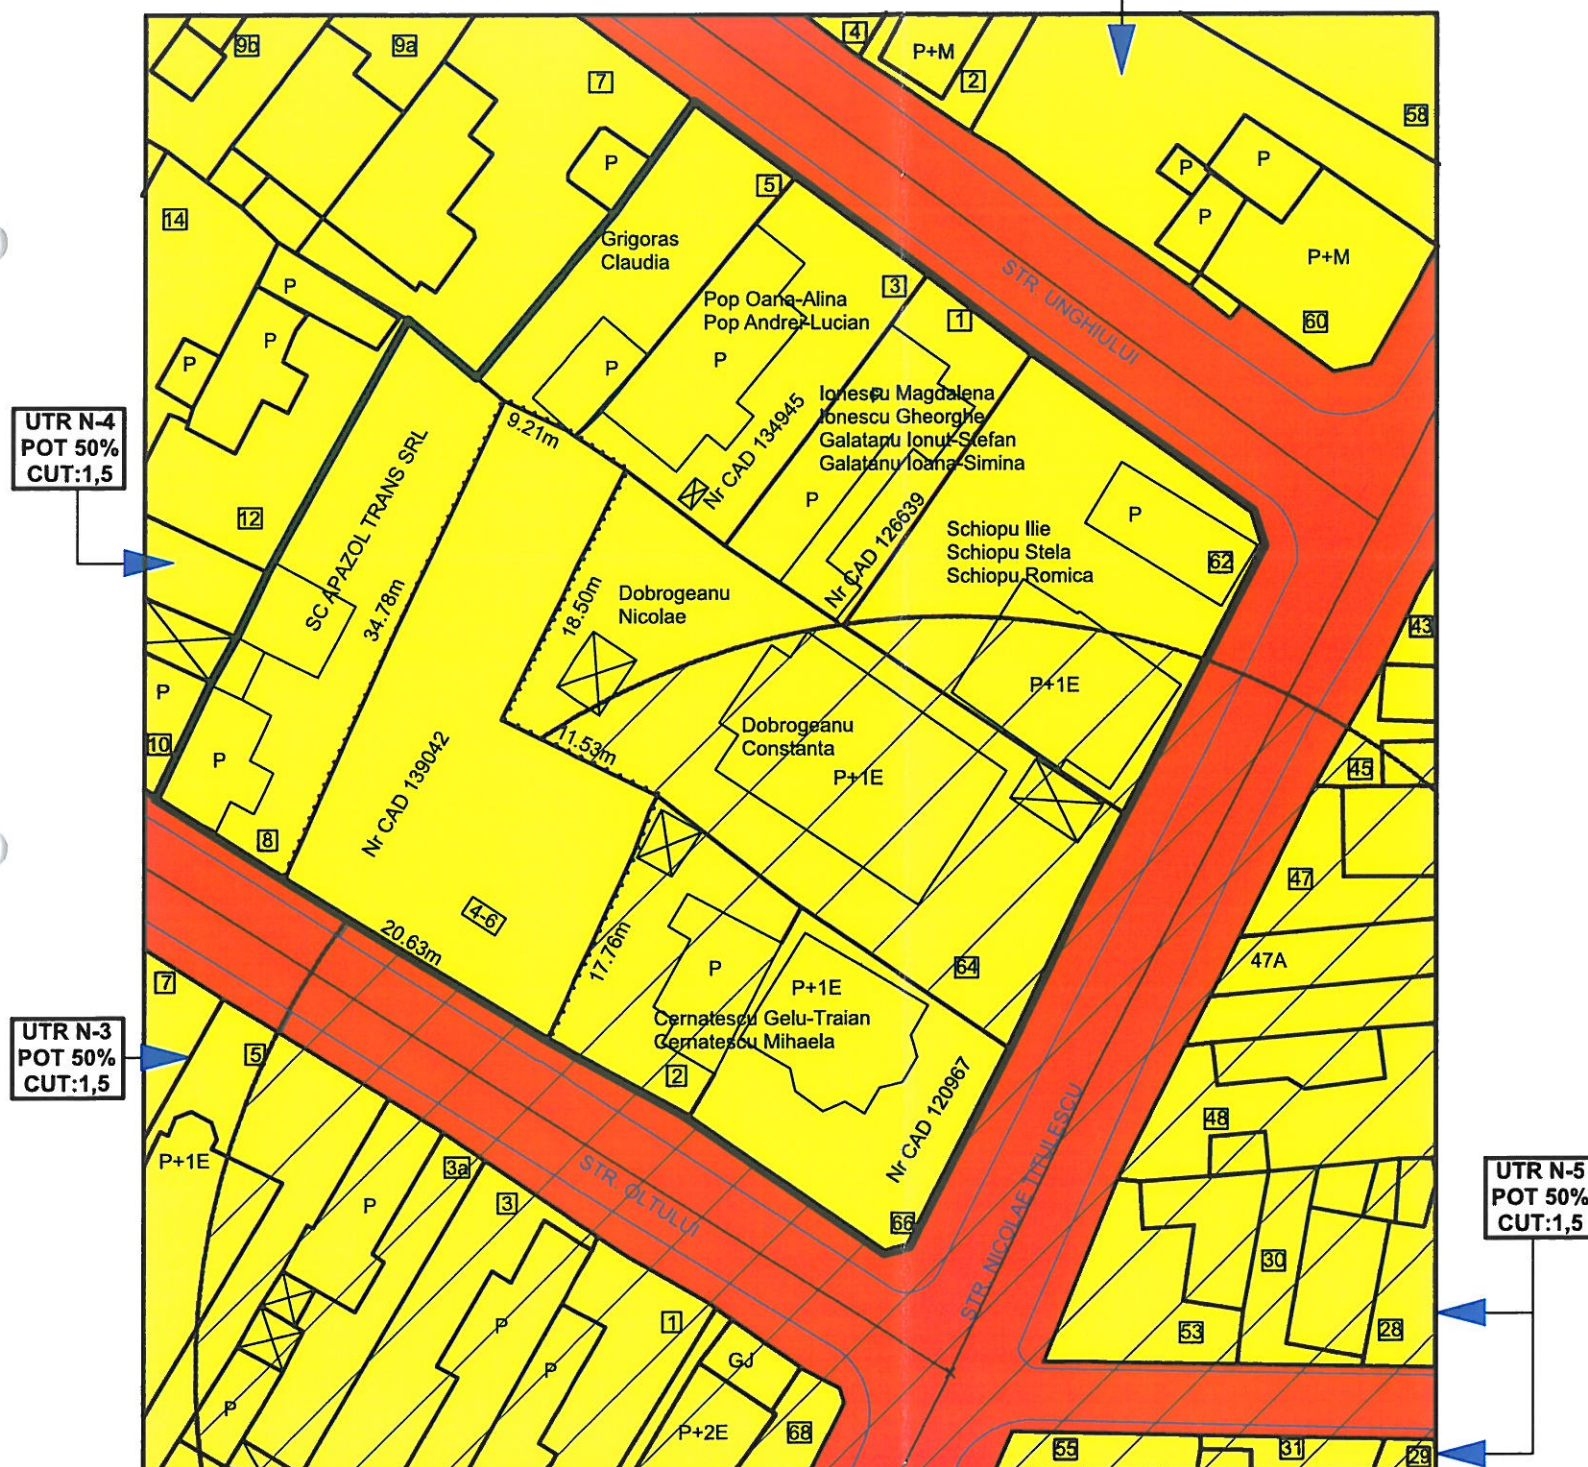 9b
9a
7
4
P+M
2
58
P
P
P
P
P+M
60
14
5
Grigoras
Claudia
P
P
P
P
3
Pop Oana-Alina
Pop Andrei-Lucian
P
1
STR. UNGHIULUI
UTR N-4
POT 50%
CUT:1,5
9.21m
P
Nr CAD 134945
Ionescu Magdalena
Ionescu Gheorghe
Galatanu Ionut-Stefan
Galatanu Ioana-Simina
P
P
Nr CAD 126639
12
SC APAZOL TRANS SRL
34.78m
18.50m
Dobrogeanu
Nicolae
Schiopu Ilie
Schiopu Stela
Schiopu Romica
P
62
43
P+1E
P
10
P
Nr CAD 139042
11.53m
Dobrogeanu
Constanta
P+1E
45
8
4-6
47
20.63m
17.76m
P
64
47A
7
P+1E
Cernatescu Gelu-Traian
Cernatescu Mihaela
2
Nr CAD 120967
UTR N-3
POT 50%
CUT:1,5
5
48
P+1E
3a
3
P
STR. OLTULUI
66
STR. NICOLAE TITULESCU
30
UTR N-5
POT 50%
CUT:1,5
P
P
P
1
GJ
P+2E
68
53
28
55
31
29